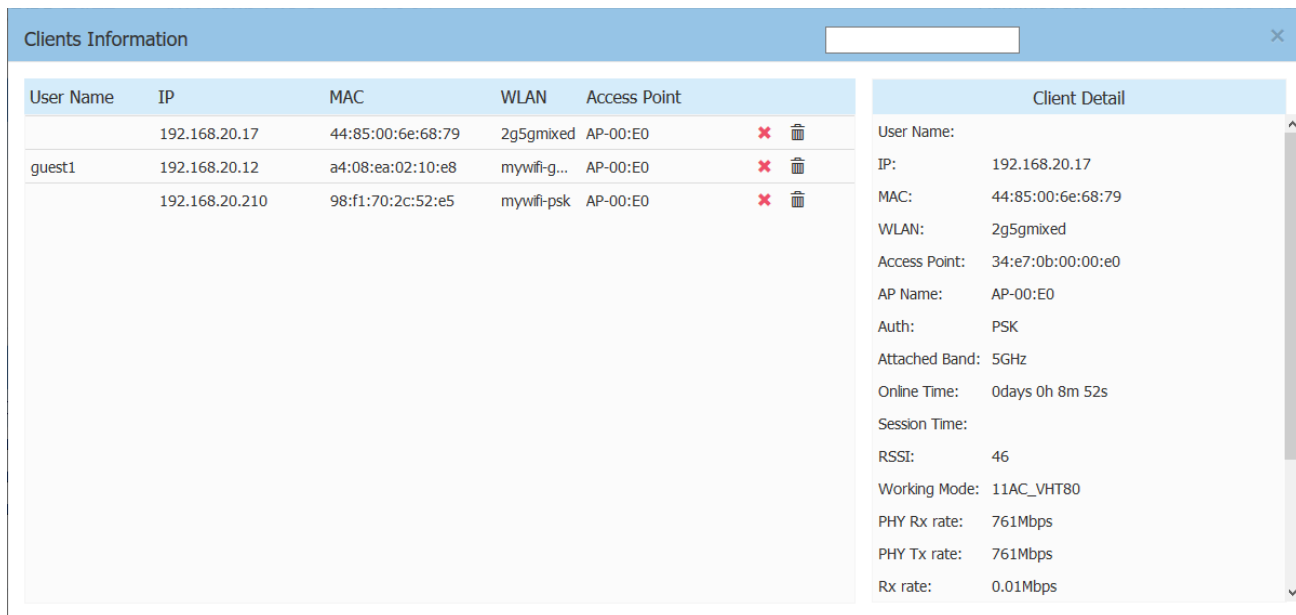 Clients Information
User Name IP MAC WLAN Access Point
192.168.20.17 44:85:00:6e:68:79 2g5gmixed AP-00:E0
guest1 192.168.20.12 a4:08:ea:02:10:e8 mywifi-g... AP-00:E0
192.168.20.210 98:f1:70:2c:52:e5 mywifi-psk AP-00:E0
Client Detail
User Name:
IP: 192.168.20.17
MAC: 44:85:00:6e:68:79
WLAN: 2g5gmixed
Access Point: 34:e7:0b:00:00:e0
AP Name: AP-00:E0
Auth: PSK
Attached Band: 5GHz
Online Time: 0days 0h 8m 52s
Session Time:
RSSI: 46
Working Mode: 11AC_VHT80
PHY Rx rate: 761Mbps
PHY Tx rate: 761Mbps
Rx rate: 0.01Mbps